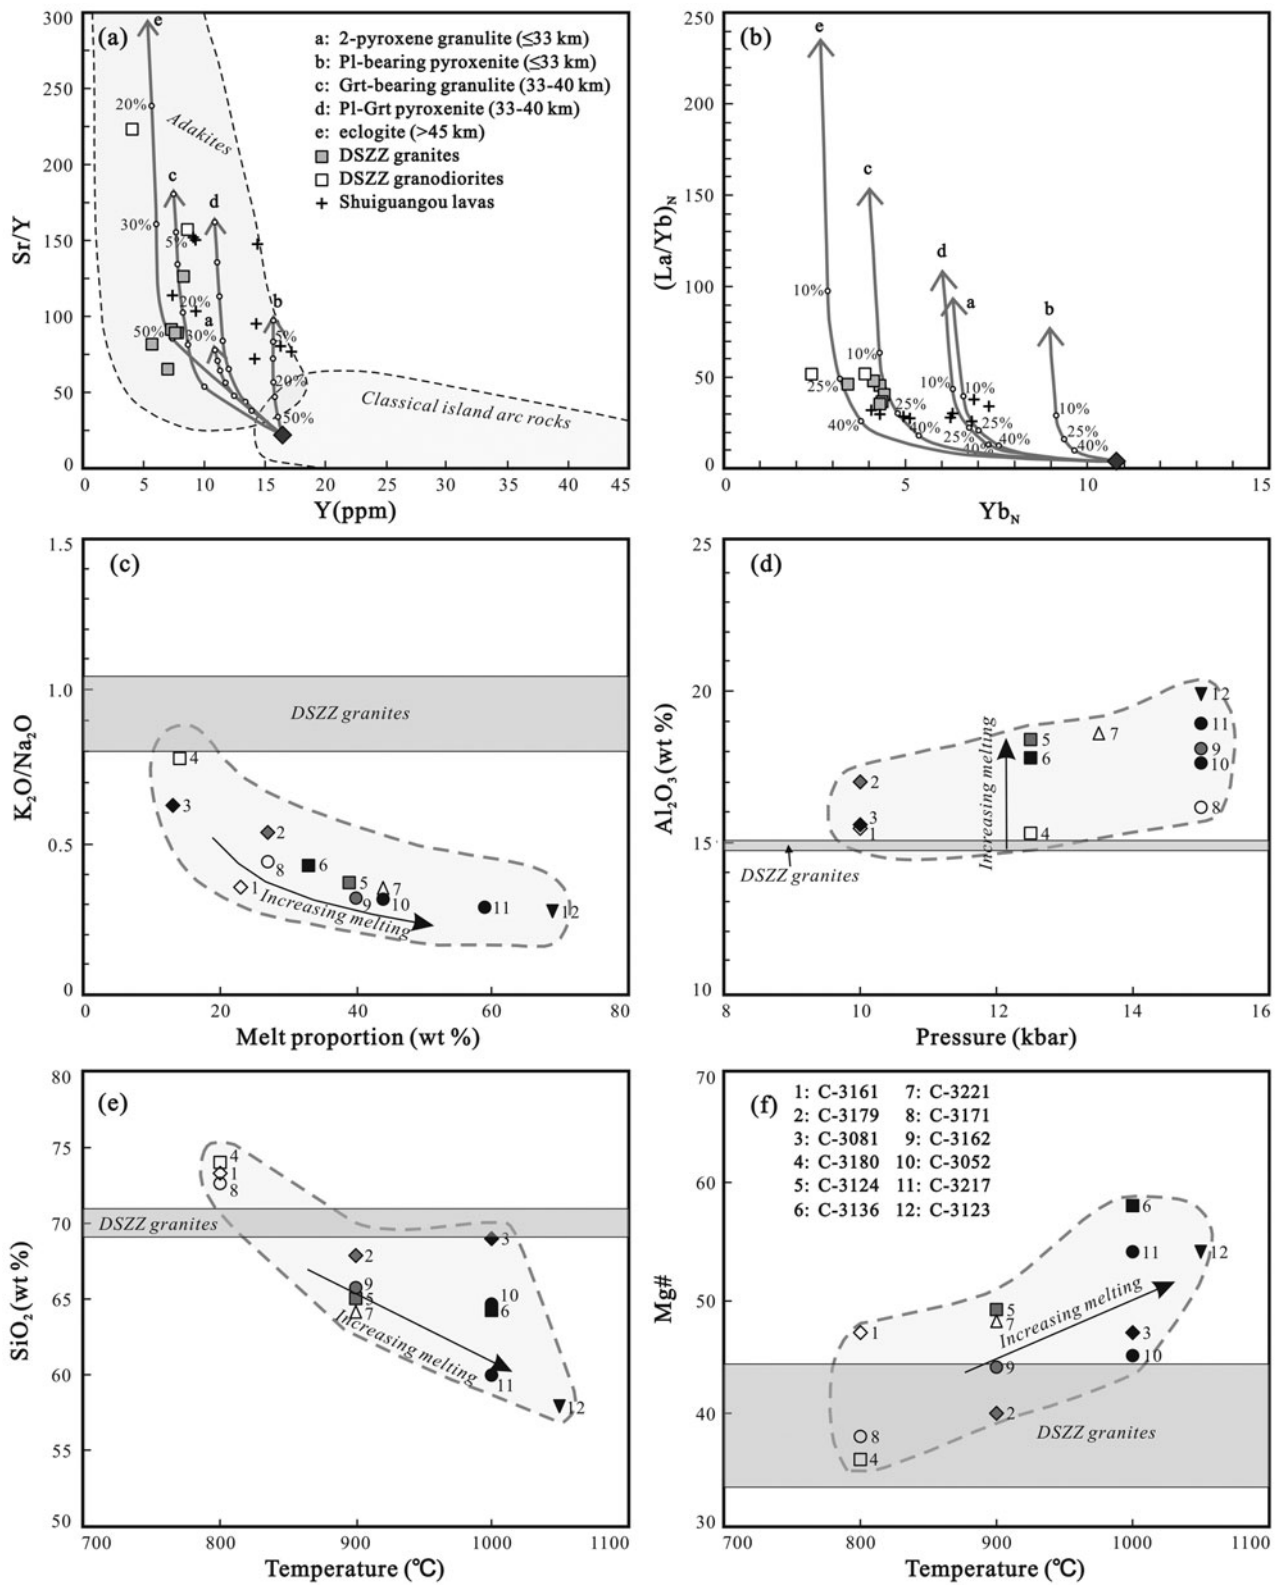 (a)
a: 2-pyroxene granulite (≤33 km)
b: Pl-bearing pyroxenite (≤33 km)
c: Grt-bearing granulite (33-40 km)
d: Pl-Grt pyroxenite (33-40 km)
e: eclogite (>45 km)
DSZZ granites
DSZZ granodiorites
Shuiguangou lavas
300
250
200
150
100
50
0
Sr/Y
e
20%
30%
50%
Adakites
c
5%
20%
30%
d
a
b
5%
20%
50%
Classical island arc rocks
0
5
10
15
20
25
30
35
40
45
Y(ppm)
(b)
250
200
150
100
50
0
(La/Yb)N
e
10%
25%
40%
c
10%
25%
40%
d
10%
25%
40%
a
10%
25%
40%
b
10%
25%
40%
5
10
15
YbN
(c)
1.5
1.0
0.5
0
K2O/Na2O
DSZZ granites
4
3
2
8
1
6
5
9
7
10
11
12
Increasing melting
0
20
40
60
80
Melt proportion (wt %)
(d)
25
20
15
10
Al2O3 (wt %)
2
3
1
5
6
4
7
12
11
9
10
8
Increasing melting
DSZZ granites
8
10
12
14
16
Pressure (kbar)
(e)
80
75
70
65
60
55
50
SiO2 (wt %)
4
1
8
DSZZ granites
2
9
5
7
3
10
6
11
12
Increasing melting
700
800
900
1000
1100
Temperature (℃)
(f)
1: C-3161 7: C-3221
2: C-3179 8: C-3171
3: C-3081 9: C-3162
4: C-3180 10: C-3052
5: C-3124 11: C-3217
6: C-3136 12: C-3123
70
60
50
40
30
Mg#
1
8
4
5
7
9
2
6
11
3
10
12
Increasing melting
DSZZ granites
700
800
900
1000
1100
Temperature (℃)